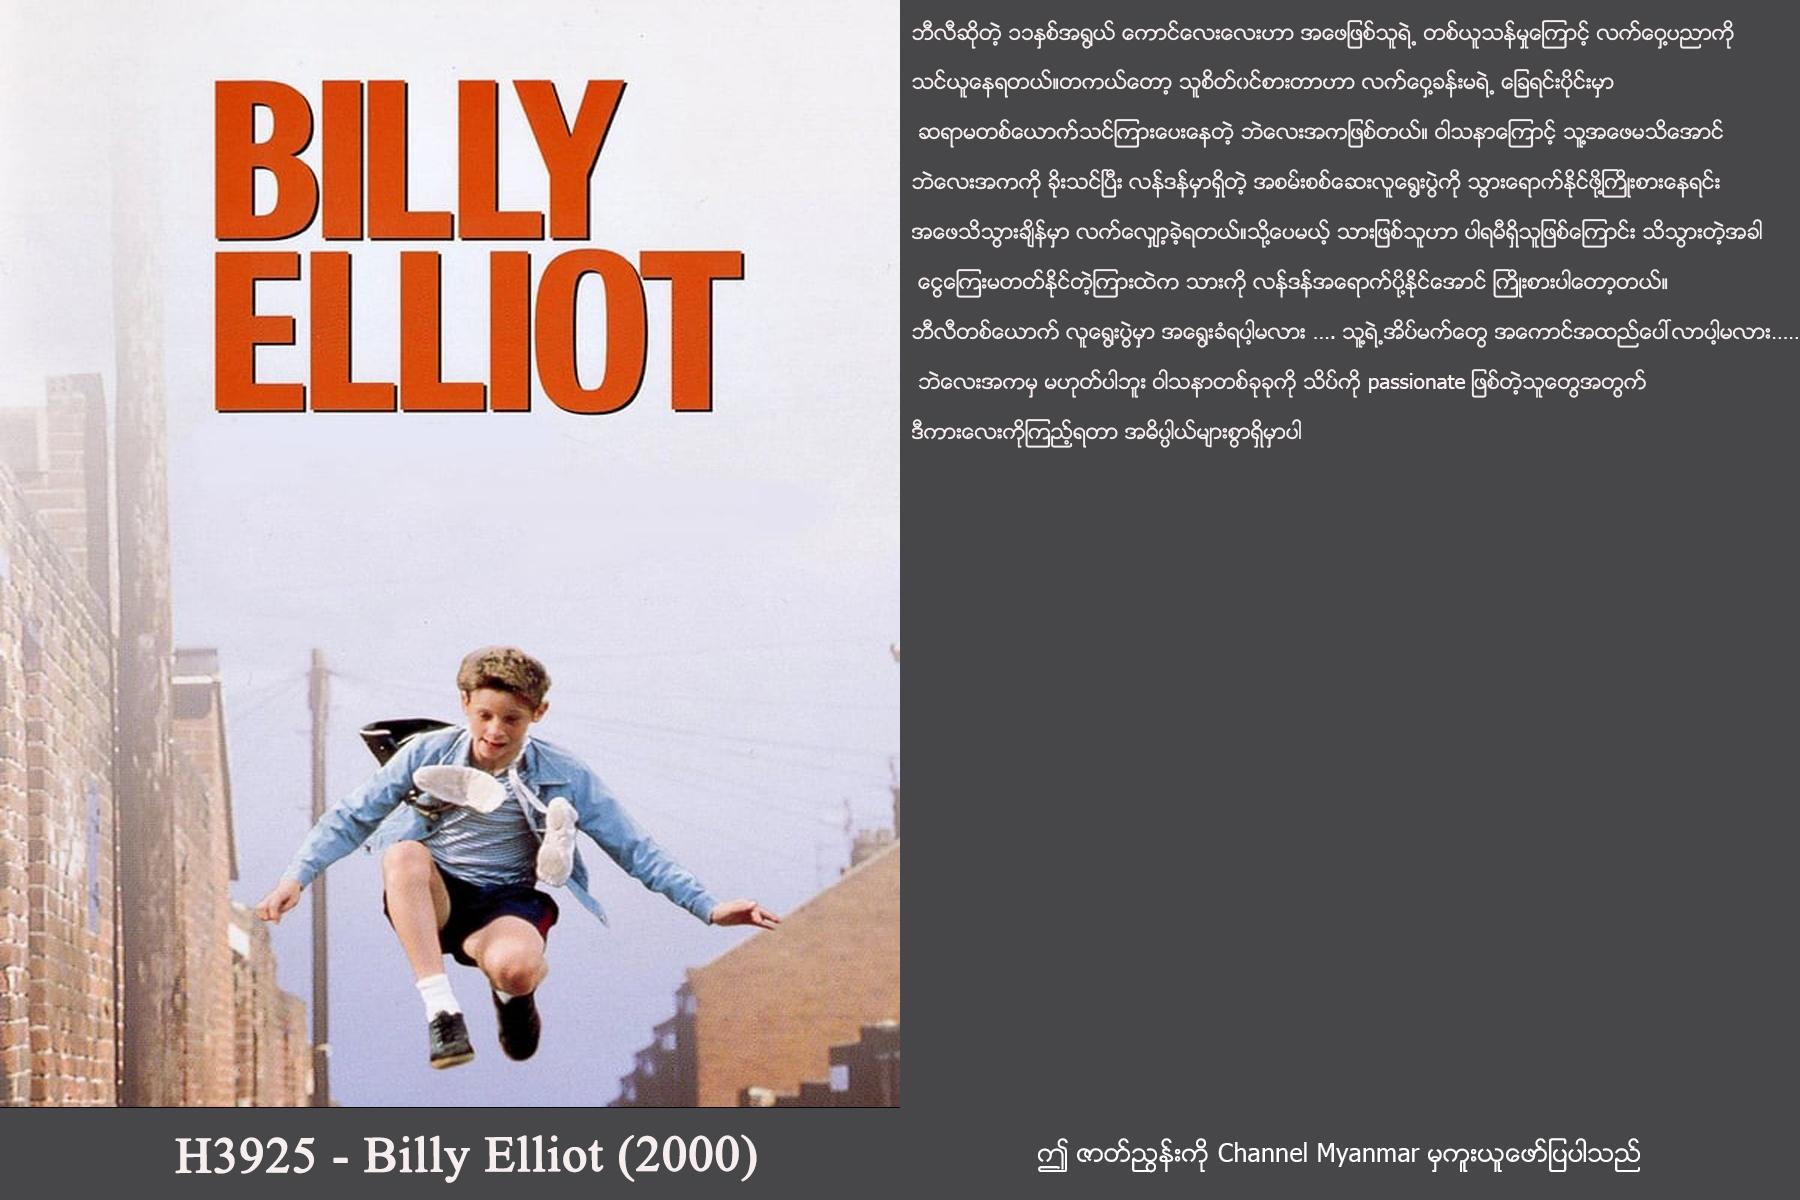 BILLY
ELLIOT
ဘီလီဆိုတဲ့ ၁၁နှစ်အရွယ် ကောင်လေးလေးဟာ အဖေဖြစ်သူရဲ့ တစ်ယူသန်မှုကြောင့် လက်ဝှေ့ပညာကို
သင်ယူနေရတယ်။တကယ်တော့ သူစိတ်ဂင်စားတာဟာ လက်ဝှေ့ခန်းမရဲ့ ခြေရင်းပိုင်းမှာ
ဆရာမတစ်ယောက်သင်ကြားပေးနေတဲ့ ဘဲလေးအကဖြစ်တယ်။ ဝါသနာကြောင့် သူ့အဖေမသိအောင်
ဘဲလေးအကကို ခိုးသင်ပြီး လန်ဒန်မှာရှိတဲ့ အစမ်းစစ်ဆေးလူရွေးပွဲကို သွားရောက်နိုင်ဖို့ကြိုးစားနေရင်း
အဖေသိသွားချိန်မှာ လက်လျှော့ခဲ့ရတယ်။သို့ပေမယ့် သားဖြစ်သူဟာ ပါရမီရှိသူဖြစ်ကြောင်း သိသွားတဲ့အခါ
ငွေကြေးမတတ်နိုင်တဲ့ကြားထဲက သားကို လန်ဒန်အရောက်ပို့နိုင်အောင် ကြိုးစားပါတော့တယ်။
ဘီလီတစ်ယောက် လူရွေးပွဲမှာ အရွေးခံရပါ့မလား .... သူ့ရဲ့အိပ်မက်တွေ အကောင်အထည်ပေါ်လာပါ့မလား.....
ဘဲလေးအကမှ မဟုတ်ပါဘူး ဝါသနာတစ်ခုခုကို သိပ်ကို passionate ဖြစ်တဲ့သူတွေအတွက်
ဒီကားလေးကိုကြည့်ရတာ အဓိပ္ပါယ်များစွာရှိမှာပါ
H3925 - Billy Elliot (2000)
ဤ ဇာတ်ညွှန်းကို Channel Myanmar မှကူးယူဖော်ပြပါသည်